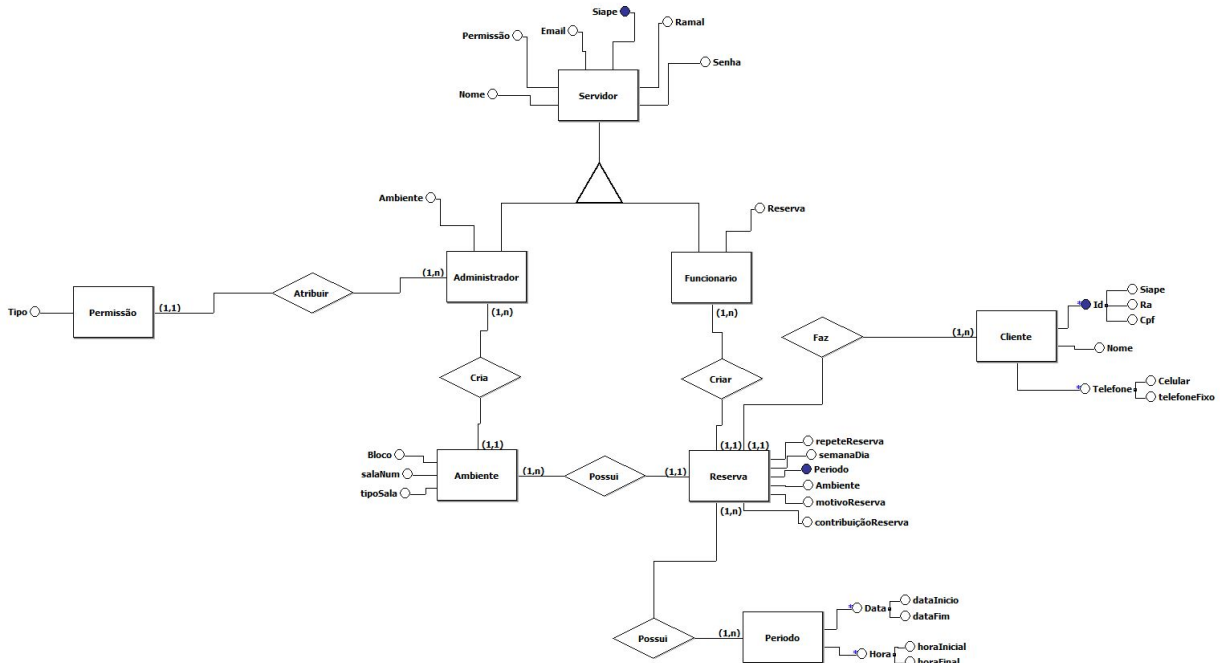 Siape
Ramal
Email
Permissão
Senha
Nome
Servidor
Ambiente
Reserva
Administrador
Funcionario
(1,n)
(1,n)
(1,n)
Atribuir
Tipo
Permissão
(1,1)
Siape
Id
Ra
Cpf
(1,n)
Cliente
Faz
Nome
Cria
Criar
Celular
Telefone
telefoneFixo
(1,1)
(1,1)
(1,1)
repeteReserva
Bloco
semanaDia
Periodo
salaNum
Ambiente
(1,n)
Possui
(1,1)
Reserva
Ambiente
tipoSala
motivoReserva
(1,n)
contribuiçãoReserva
dataInicio
Data
dataFim
Possui
(1,n)
Periodo
horaInicial
Hora
horaFinal